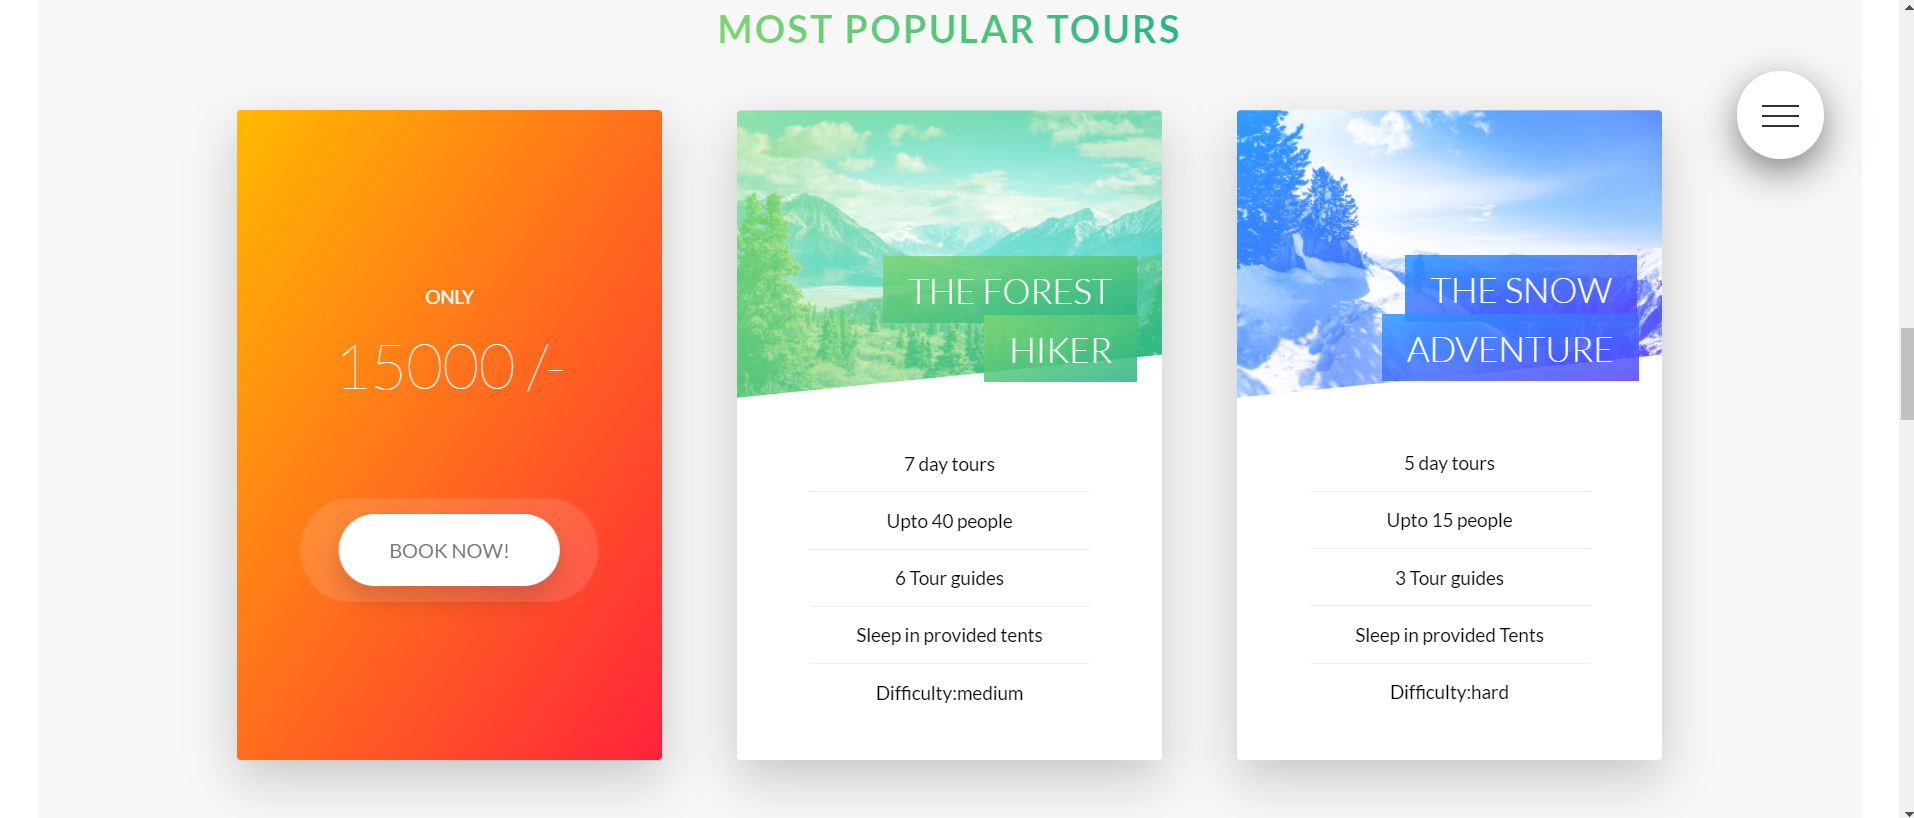 MOST POPULAR TOURS
ONLY
15000 /-
BOOK NOW!
THE FOREST
HIKER
7 day tours
Upto 40 people
6 Tour guides
Sleep in provided tents
Difficulty:medium
THE SNOW
ADVENTURE
5 day tours
Upto 15 people
3 Tour guides
Sleep in provided Tents
Difficulty:hard